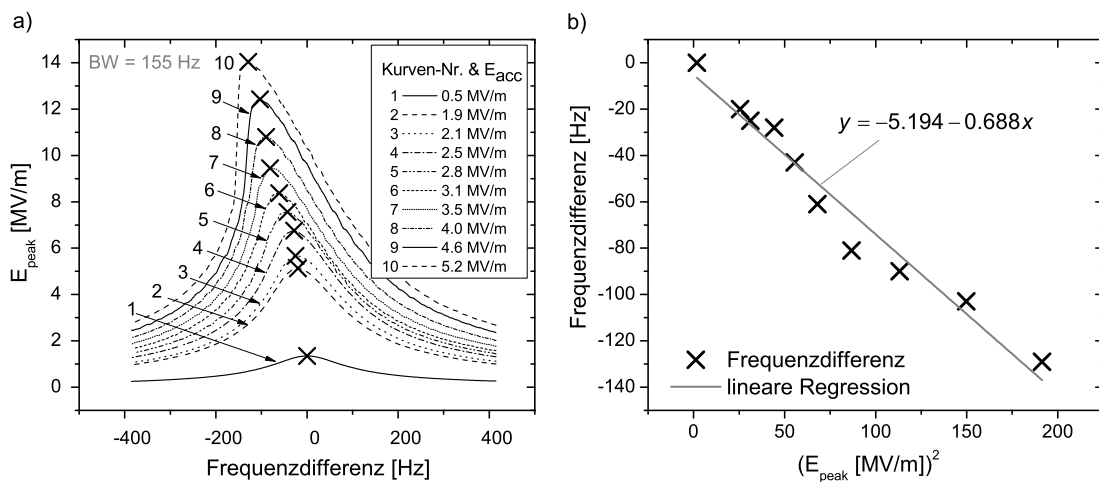 a)
BW = 155 Hz
E_peak [MV/m]
14
12
10
8
6
4
2
0
-400
-200
0
200
400
Frequenzdifferenz [Hz]
10
9
8
7
6
5
4
3
2
1
Kurven-Nr. & E_acc
1 0.5 MV/m
2 1.9 MV/m
3 2.1 MV/m
4 2.5 MV/m
5 2.8 MV/m
6 3.1 MV/m
7 3.5 MV/m
8 4.0 MV/m
9 4.6 MV/m
10 5.2 MV/m
b)
Frequenzdifferenz [Hz]
0
-20
-40
-60
-80
-100
-120
-140
y = −5.194 − 0.688x
Frequenzdifferenz
lineare Regression
0
50
100
150
200
(E_peak [MV/m])²